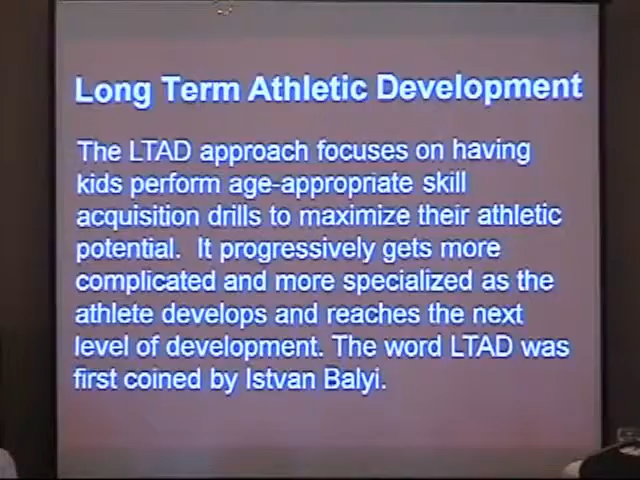 Long Term Athletic Development
The LTAD approach focuses on having
kids perform age-appropriate skill
acquisition drills to maximize their athletic
potential.  It progressively gets more
complicated and more specialized as the
athlete develops and reaches the next
level of development. The word LTAD was
first coined by Istvan Balyi.